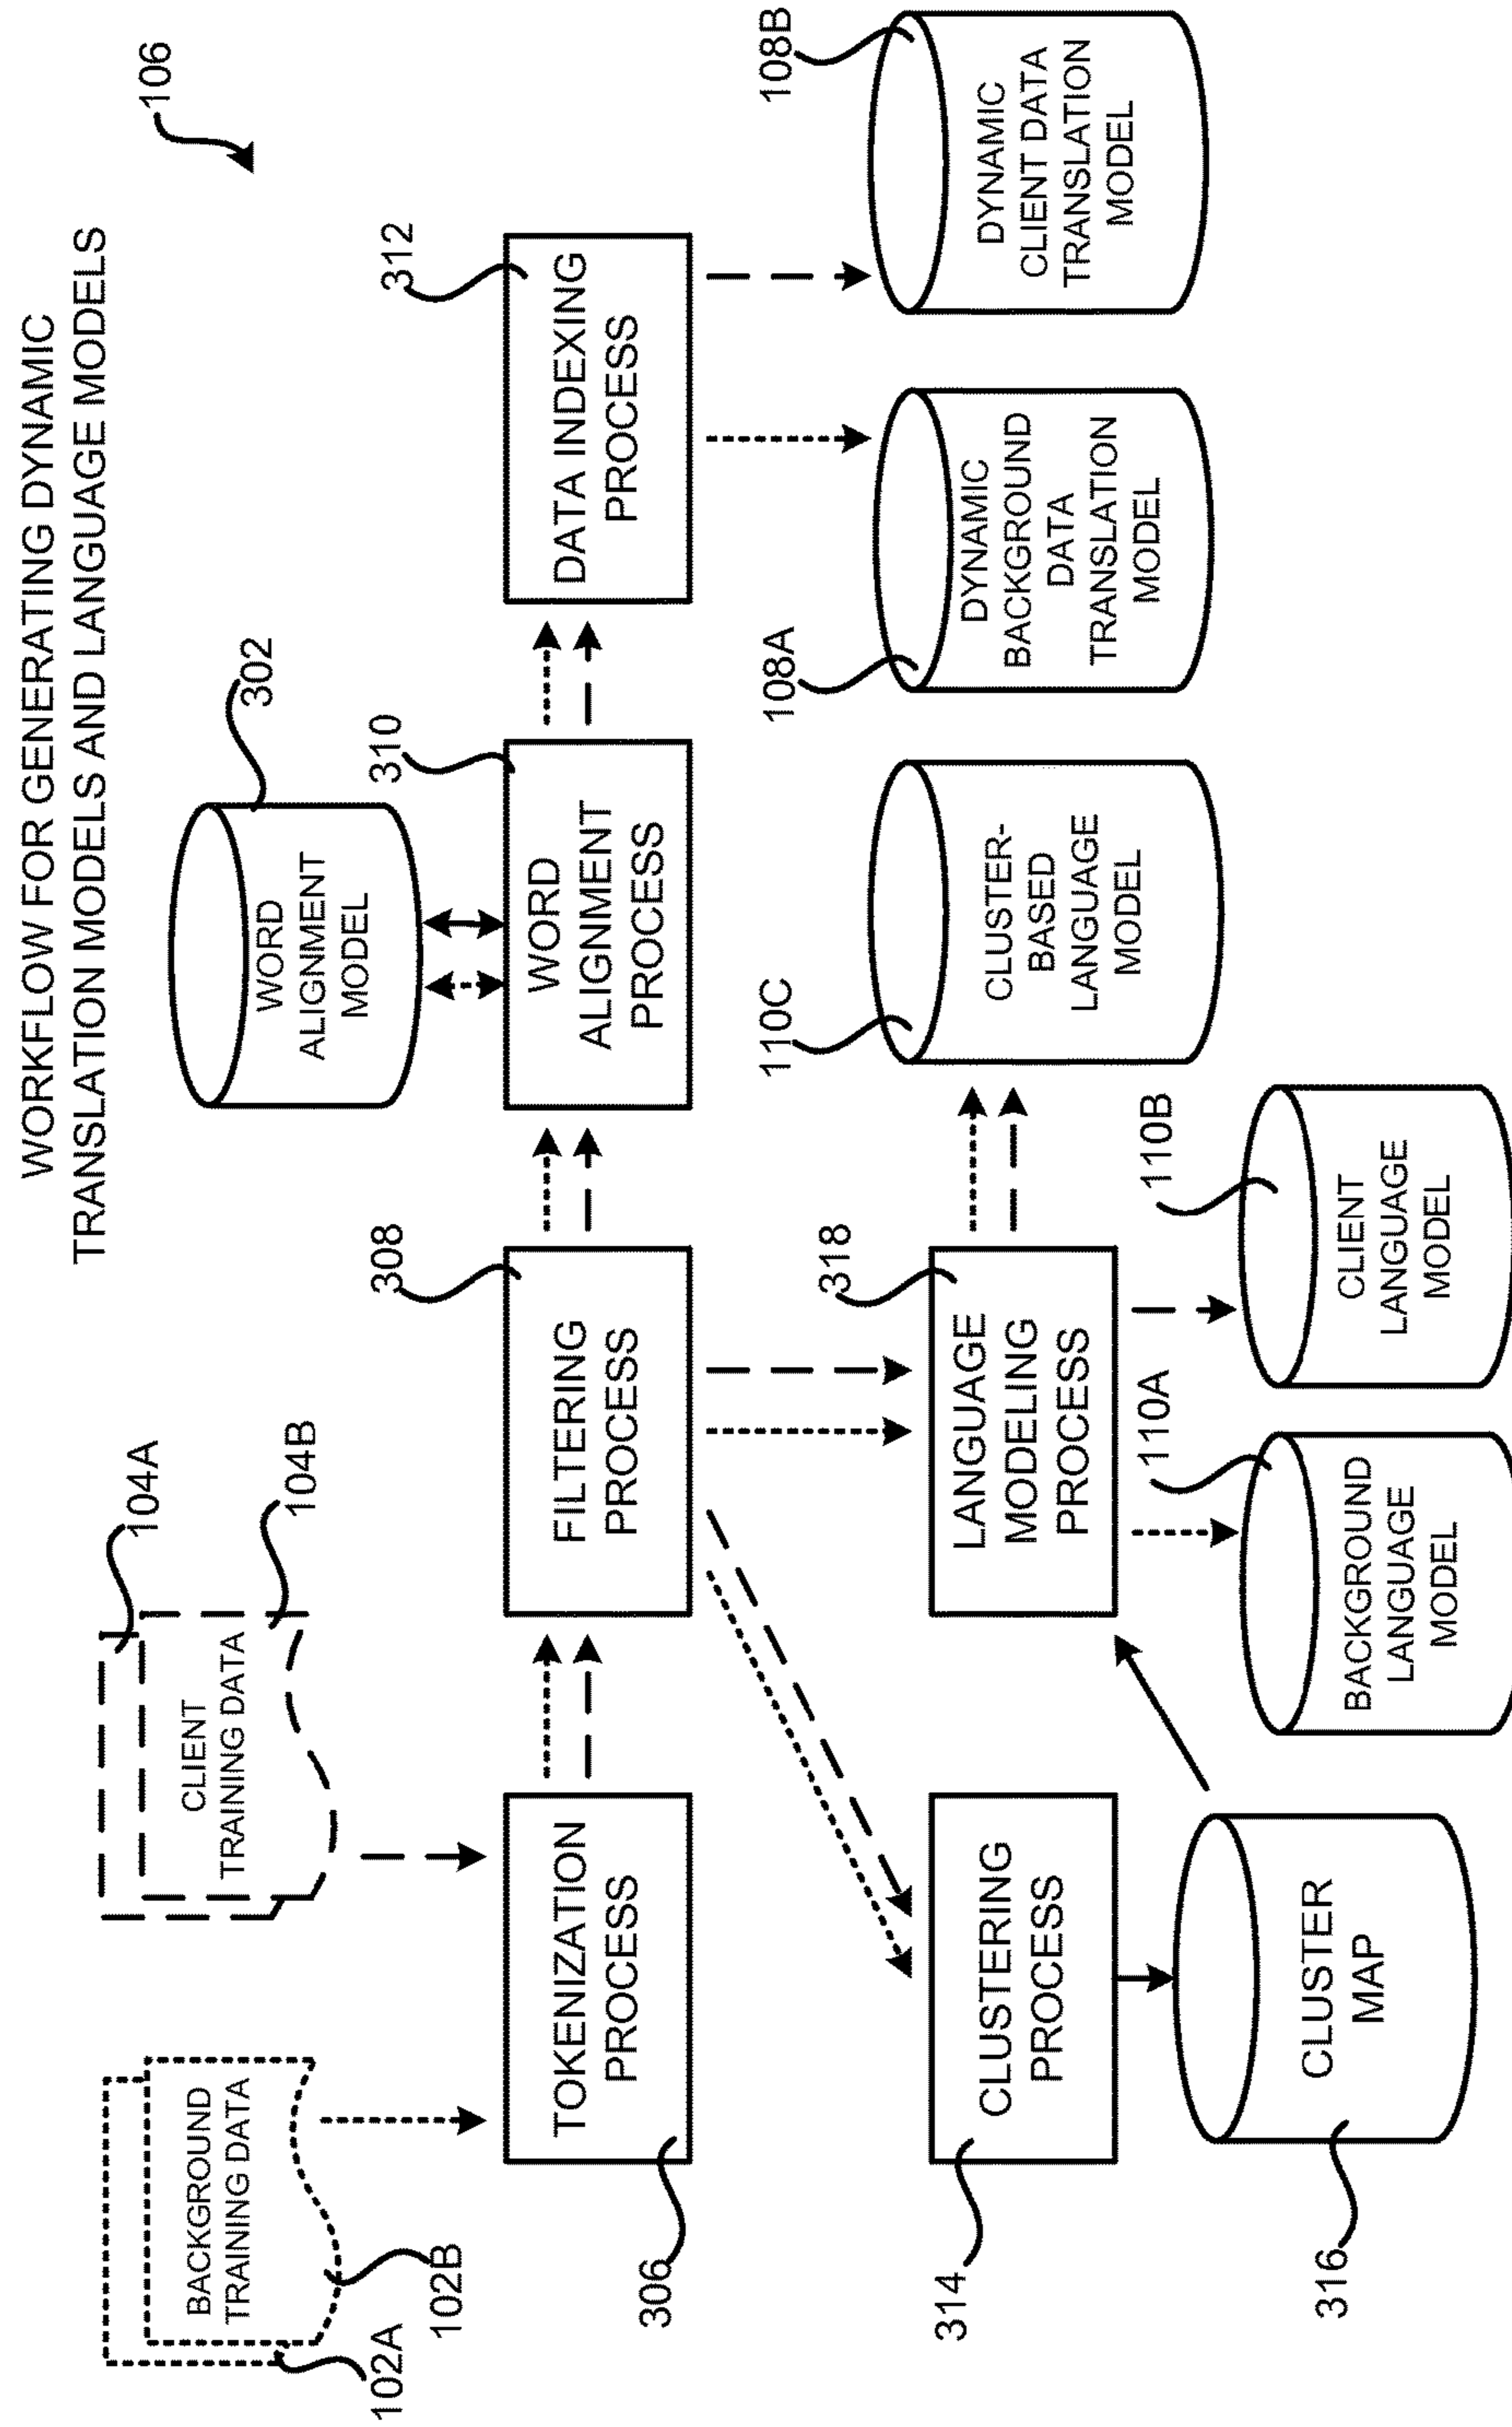 WORKFLOW FOR GENERATING DYNAMIC
TRANSLATION MODELS AND LANGUAGE MODELS
106
102A
102B
BACKGROUND
TRAINING DATA
104A
104B
CLIENT
TRAINING DATA
302
WORD
ALIGNMENT
MODEL
306
TOKENIZATION
PROCESS
308
FILTERING
PROCESS
310
WORD
ALIGNMENT
PROCESS
312
DATA INDEXING
PROCESS
314
CLUSTERING
PROCESS
318
LANGUAGE
MODELING
PROCESS
110C
CLUSTER-
BASED
LANGUAGE
MODEL
108A
DYNAMIC
BACKGROUND
DATA
TRANSLATION
MODEL
108B
DYNAMIC
CLIENT DATA
TRANSLATION
MODEL
316
CLUSTER
MAP
110A
BACKGROUND
LANGUAGE
MODEL
110B
CLIENT
LANGUAGE
MODEL